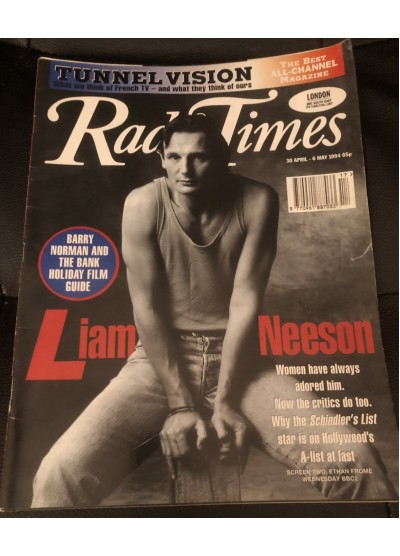 TUNNEL VISION
What we think of French TV – and what they think of ours
THE BEST
ALL-CHANNEL
MAGAZINE
Radio Times
LONDON
30 APRIL - 6 MAY 1994 85p
17
BARRY
NORMAN AND
THE BANK
HOLIDAY FILM
GUIDE
Liam Neeson
Women have always
adored him.
Now the critics do too.
Why the Schindler's List
star is on Hollywood's
A-list at last
SCREEN TWO, ETHAN FROME
WEDNESDAY BBC2